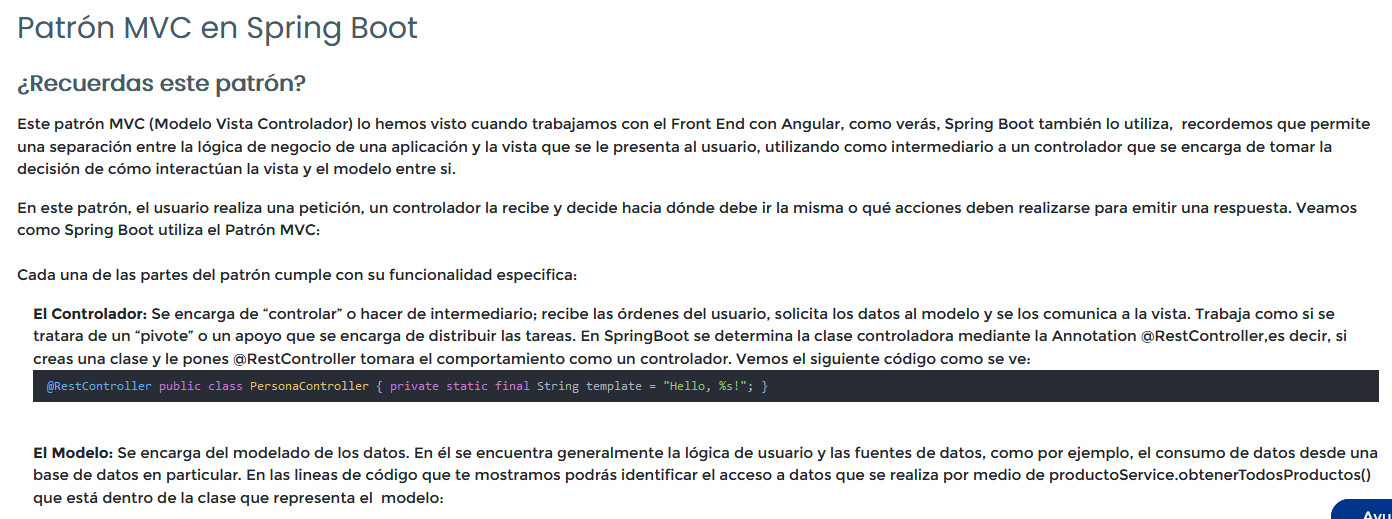 Patrón MVC en Spring Boot
¿Recuerdas este patrón?
Este patrón MVC (Modelo Vista Controlador) lo hemos visto cuando trabajamos con el Front End con Angular, como verás, Spring Boot también lo utiliza,  recordemos que permite
una separación entre la lógica de negocio de una aplicación y la vista que se le presenta al usuario, utilizando como intermediario a un controlador que se encarga de tomar la
decisión de cómo interactúan la vista y el modelo entre si.
En este patrón, el usuario realiza una petición, un controlador la recibe y decide hacia dónde debe ir la misma o qué acciones deben realizarse para emitir una respuesta. Veamos
como Spring Boot utiliza el Patrón MVC:
Cada una de las partes del patrón cumple con su funcionalidad especifica:
El Controlador: Se encarga de “controlar” o hacer de intermediario; recibe las órdenes del usuario, solicita los datos al modelo y se los comunica a la vista. Trabaja como si se
tratara de un “pivote” o un apoyo que se encarga de distribuir las tareas. En SpringBoot se determina la clase controladora mediante la Annotation @RestController,es decir, si
creas una clase y le pones @RestController tomara el comportamiento como un controlador. Vemos el siguiente código como se ve:
@RestController public class PersonaController { private static final String template = "Hello, %s!"; }
El Modelo: Se encarga del modelado de los datos. En él se encuentra generalmente la lógica de usuario y las fuentes de datos, como por ejemplo, el consumo de datos desde una
base de datos en particular. En las lineas de código que te mostramos podrás identificar el acceso a datos que se realiza por medio de productoService.obtenerTodosProductos()
que está dentro de la clase que representa el  modelo: